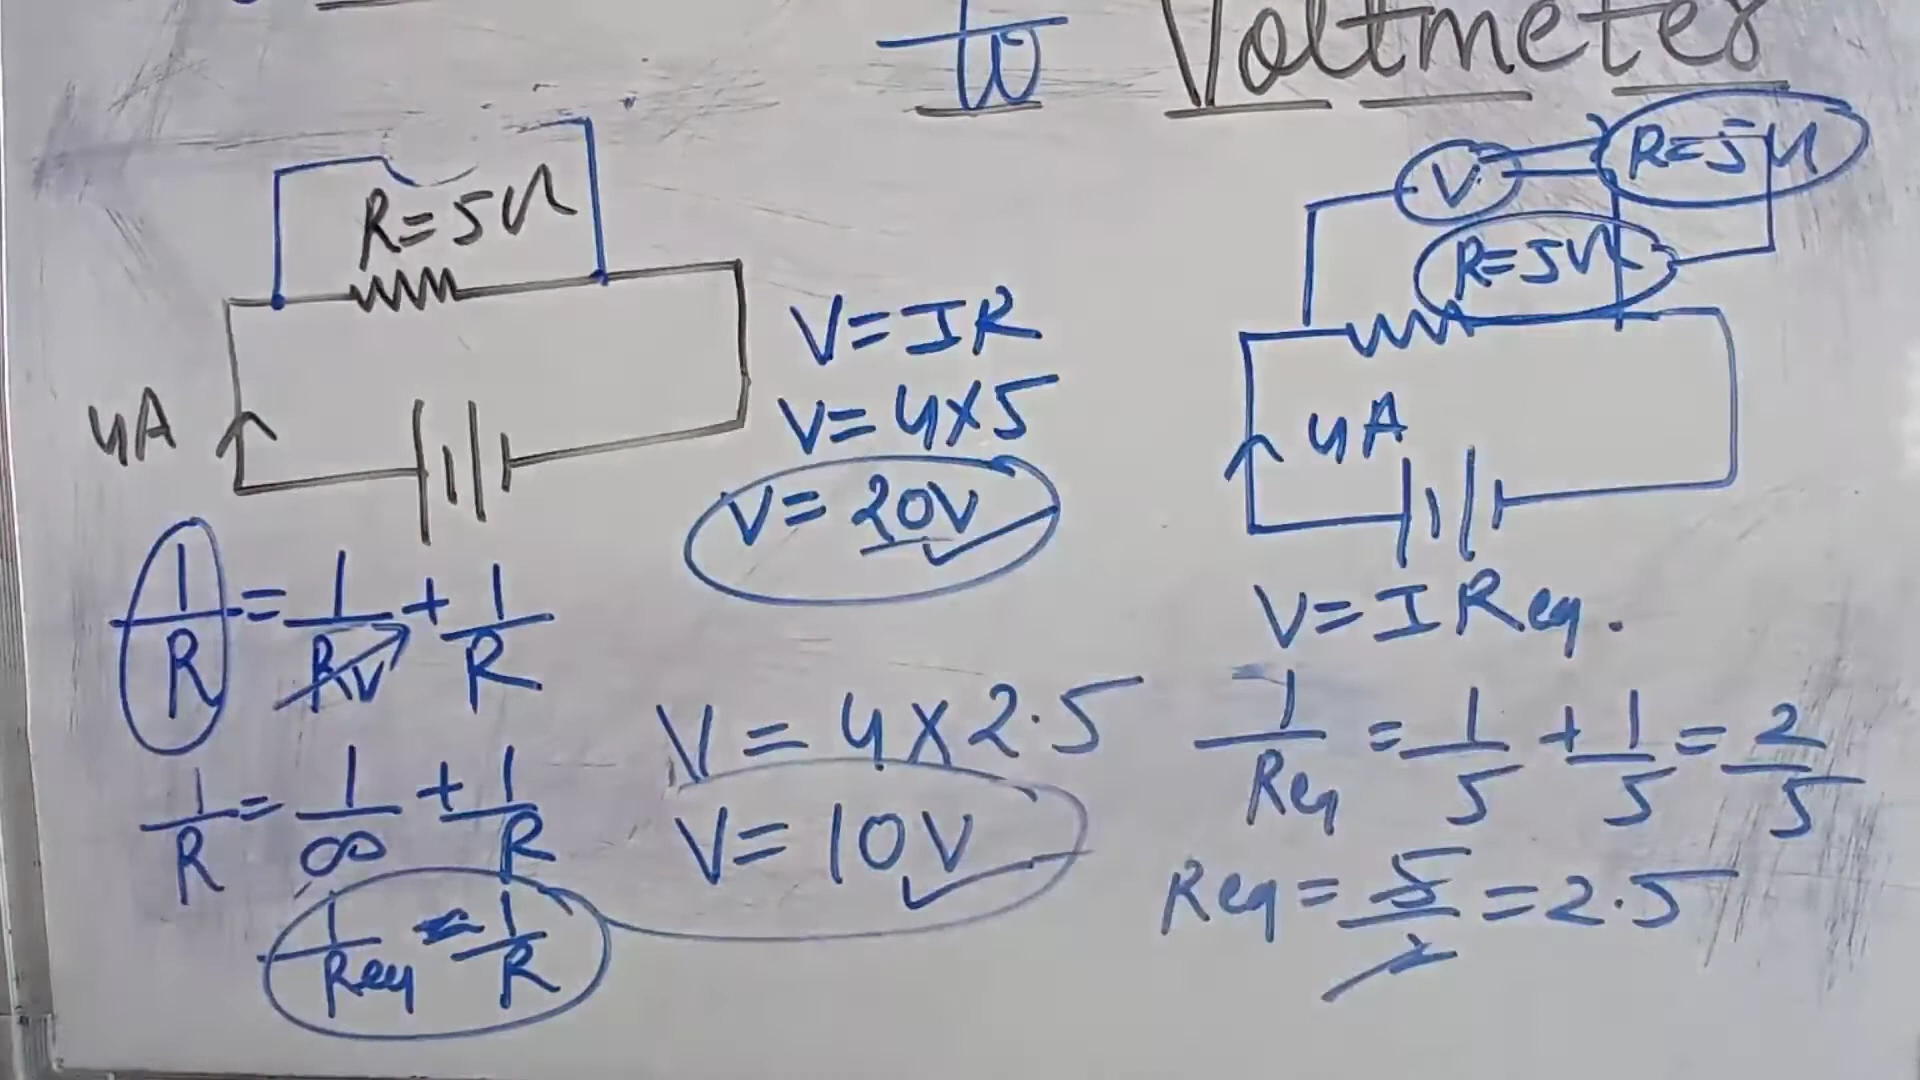 to Voltmeter
R=5Ω
4A
V=IR
V=4×5
V=20V
V
R=5Ω
R=5Ω
4A
1/R = 1/Rv + 1/R
1/R = 1/∞ + 1/R
1/Req = 1/R
V=4×2.5
V=10V
V=IReq.
1/Req = 1/5 + 1/5 = 2/5
Req = 5/2 = 2.5